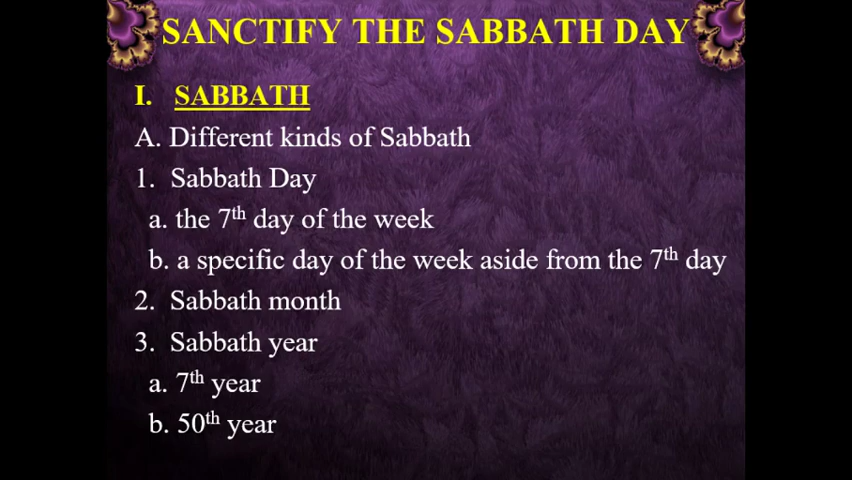 SANCTIFY THE SABBATH DAY
I. SABBATH
A. Different kinds of Sabbath
1. Sabbath Day
a. the 7th day of the week
b. a specific day of the week aside from the 7th day
2. Sabbath month
3. Sabbath year
a. 7th year
b. 50th year